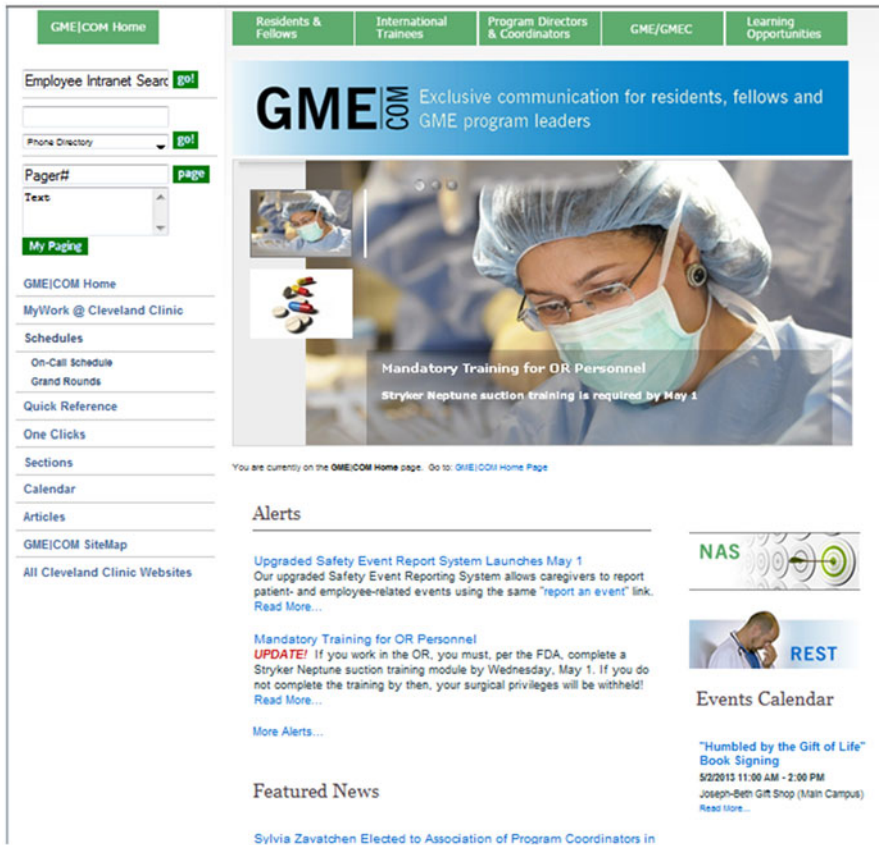 GME|COM Home
Residents &
Fellows
International
Trainees
Program Directors
& Coordinators
GME/GMEC
Learning
Opportunities
Employee Intranet Searc
go!
Phone Directory
go!
Pager#
page
Text
My Paging
GME|COM Home
MyWork @ Cleveland Clinic
Schedules
On-Call Schedule
Grand Rounds
Quick Reference
One Clicks
Sections
Calendar
Articles
GME|COM SiteMap
All Cleveland Clinic Websites
GME|COM
Exclusive communication for residents, fellows and
GME program leaders
Mandatory Training for OR Personnel
Stryker Neptune suction training is required by May 1
You are currently on the GME|COM Home page. Go to: GME|COM Home Page
Alerts
Upgraded Safety Event Report System Launches May 1
Our upgraded Safety Event Reporting System allows caregivers to report
patient- and employee-related events using the same "report an event" link.
Read More...
Mandatory Training for OR Personnel
UPDATE! If you work in the OR, you must, per the FDA, complete a
Stryker Neptune suction training module by Wednesday, May 1. If you do
not complete the training by then, your surgical privileges will be withheld!
Read More...
More Alerts...
Featured News
Sylvia Zavatchen Elected to Association of Program Coordinators in
NAS
REST
Events Calendar
"Humbled by the Gift of Life"
Book Signing
5/2/2013 11:00 AM - 2:00 PM
Joseph-Beth Gift Shop (Main Campus)
Read More...